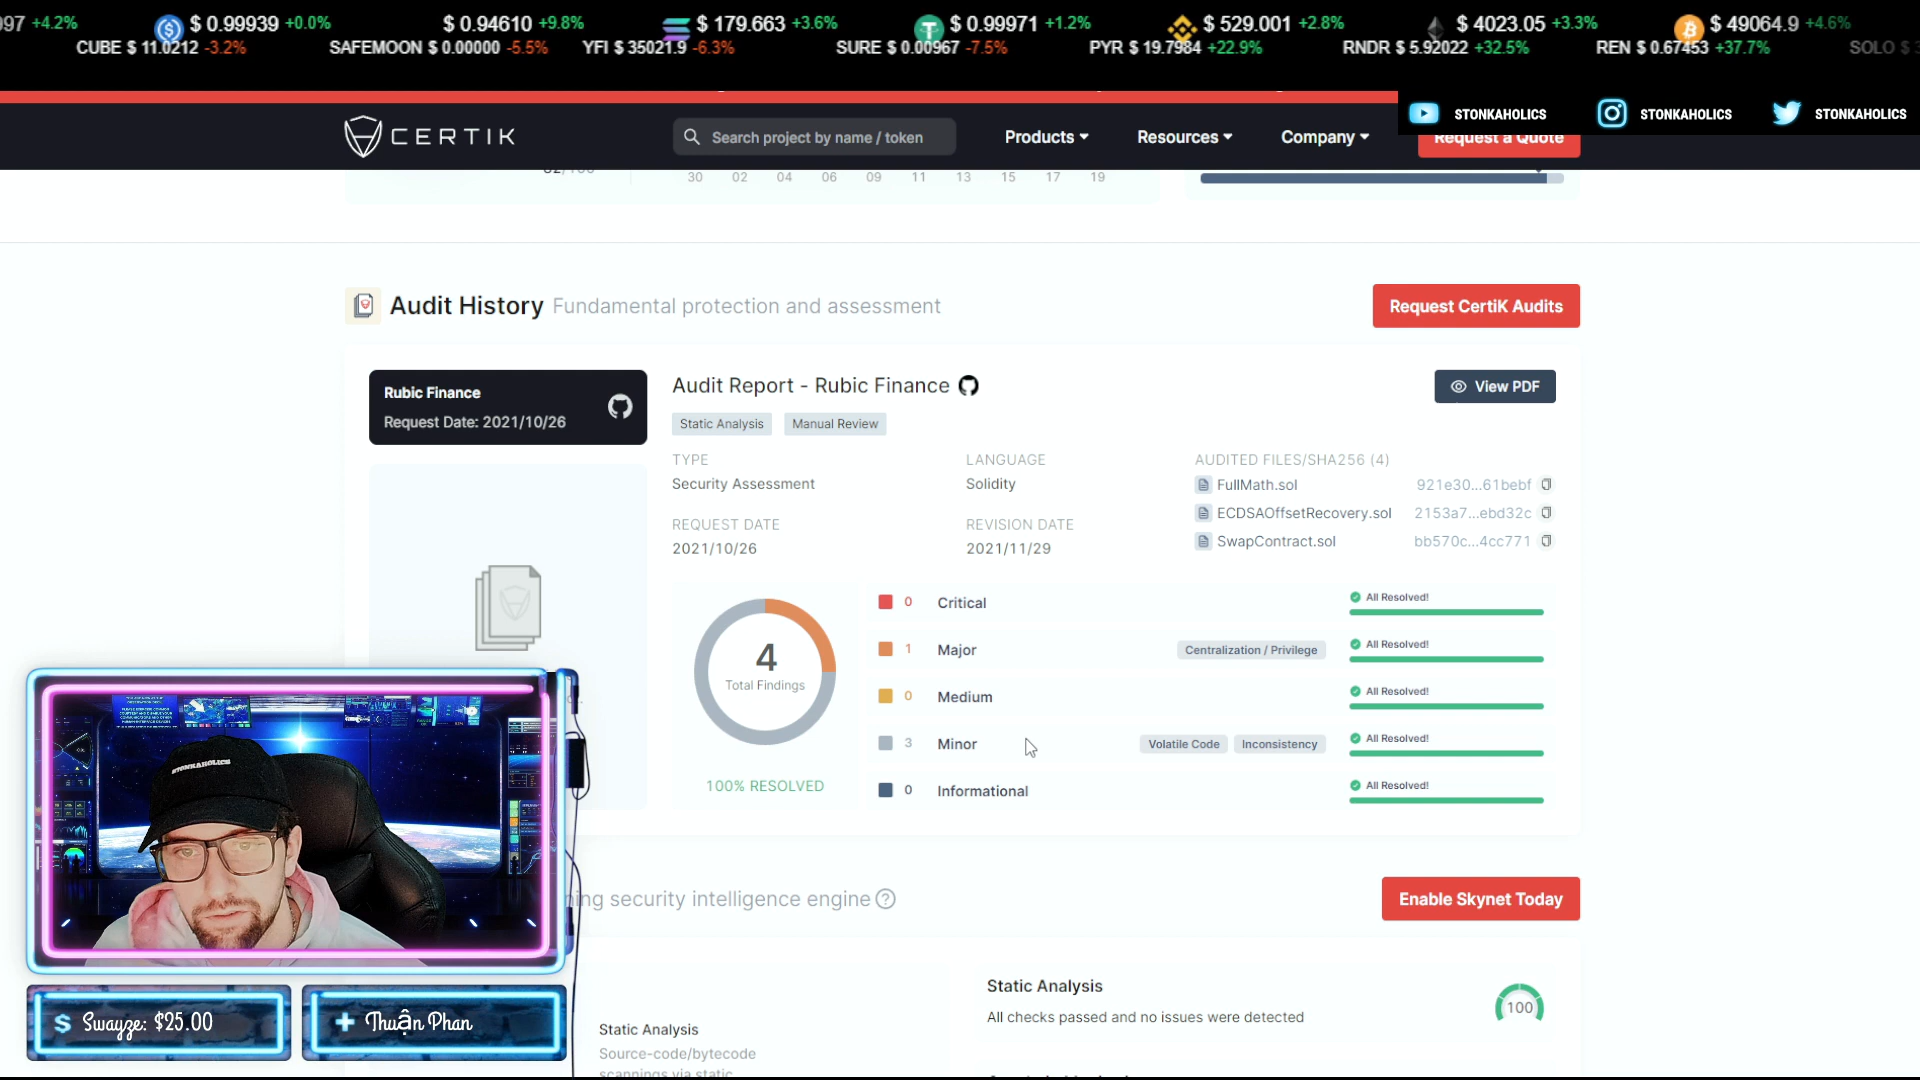 97 +4.2% $ 0.99939 +0.0% $ 0.94610 +9.8% $ 179.663 +3.6% $ 0.99971 +1.2% $ 529.001 +2.8% $ 4023.05 +3.3% $ 49064.9 +4.6%
CUBE $ 11.0212 -3.2% SAFEMOON $ 0.00000 -5.5% YFI $ 35021.9 -6.3% SURE $ 0.00967 -7.5% PYR $ 19.7984 +22.9% RNDR $ 5.92022 +32.5% REN $ 0.67453 +37.7% SOLO $
STONKAHOLICS STONKAHOLICS STONKAHOLICS
CERTIK Search project by name / token Products Resources Company Request a Quote
30 02 04 06 09 11 13 15 17 19
Audit History Fundamental protection and assessment Request CertiK Audits
Rubic Finance
Request Date: 2021/10/26
Audit Report - Rubic Finance View PDF
Static Analysis Manual Review
TYPE LANGUAGE AUDITED FILES/SHA256 (4)
Security Assessment Solidity FullMath.sol 921e30...61bebf
ECDSAOffsetRecovery.sol 2153a7...ebd32c
REQUEST DATE REVISION DATE
2021/10/26 2021/11/29 SwapContract.sol bb570c...4cc771
4
Total Findings
100% RESOLVED
0 Critical All Resolved!
1 Major Centralization / Privilege All Resolved!
0 Medium All Resolved!
3 Minor Volatile Code Inconsistency All Resolved!
0 Informational All Resolved!
STONKAHOLICS
ning security intelligence engine ? Enable Skynet Today
Static Analysis
All checks passed and no issues were detected 100
Static Analysis
Source-code/bytecode
scannings via static
$ Swayze: $25.00 + Thuận Phan